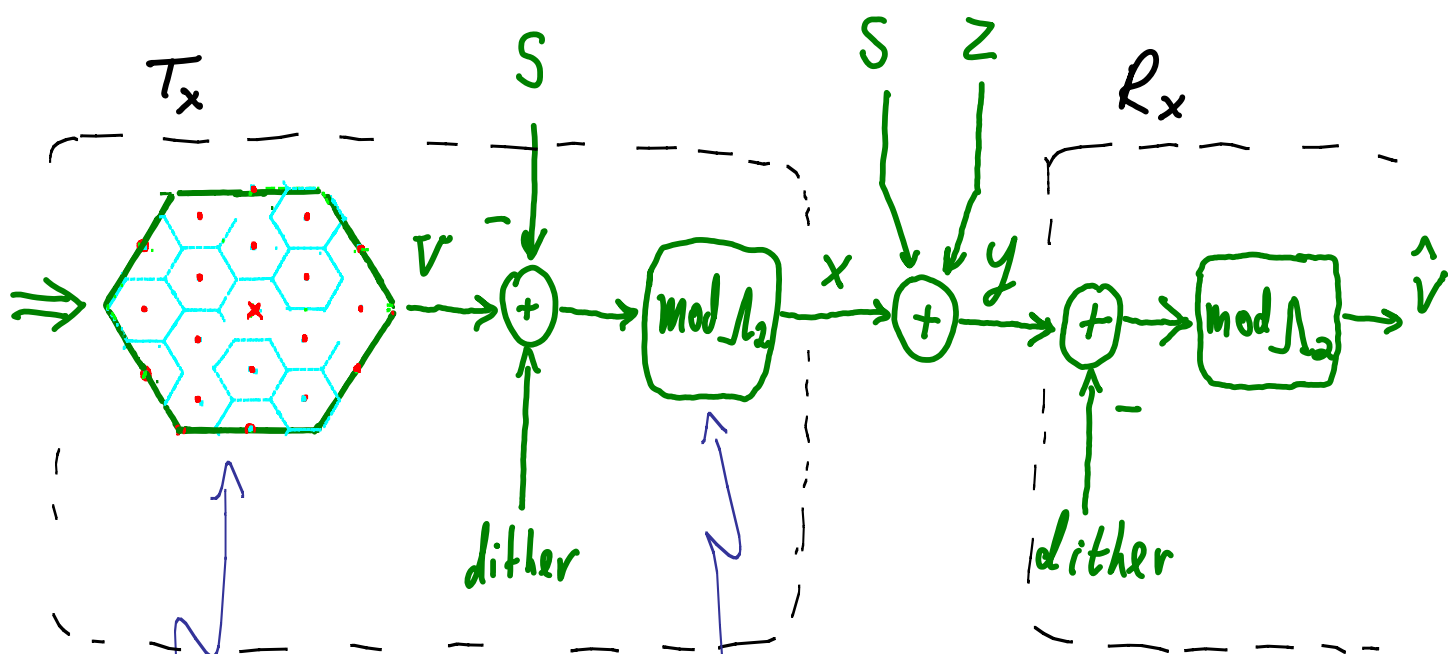 Tx
S
S Z
Rx
V
−
+
mod Λ2
x
+
y
+
−
mod Λ2
V̂
dither
dither